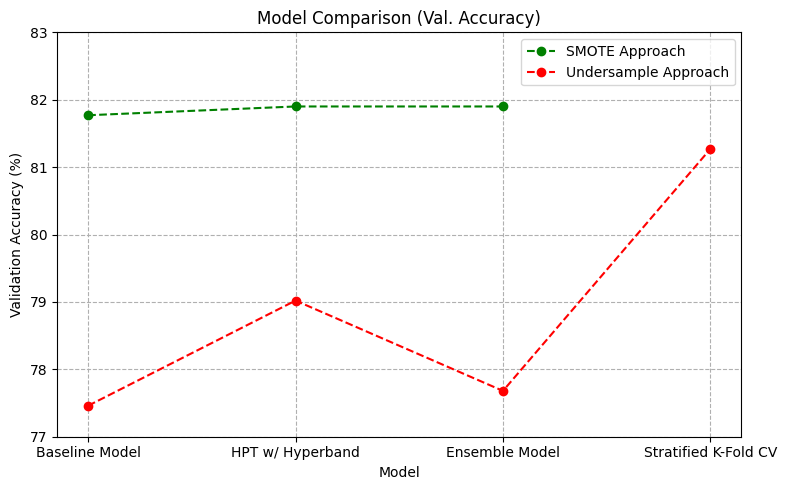 Model Comparison (Val. Accuracy)
SMOTE Approach
Undersample Approach
Validation Accuracy (%)
83
82
81
80
79
78
77
Baseline Model
HPT w/ Hyperband
Ensemble Model
Stratified K-Fold CV
Model